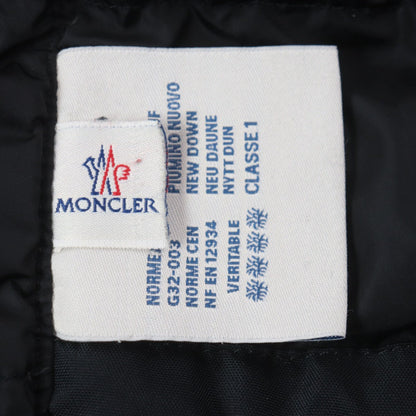 MONCLER
PIUMINO NUOVO
G32-003 NEW DOWN
NORME CEN NEU DAUNE
NF EN 12934 NYTT DUN
VERITABLE
CLASSE 1